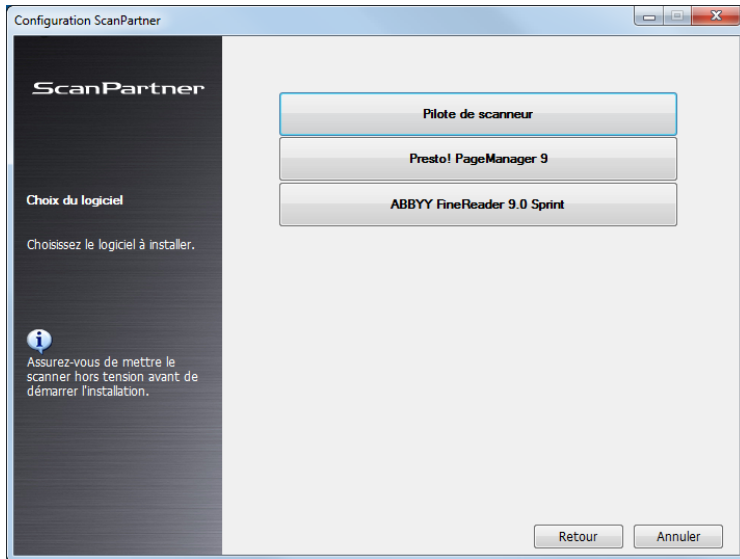 Configuration ScanPartner
ScanPartner
Choix du logiciel
Choisissez le logiciel à installer.
Assurez-vous de mettre le
scanner hors tension avant de
démarrer l'installation.
Pilote de scanneur
Presto! PageManager 9
ABBYY FineReader 9.0 Sprint
Retour
Annuler